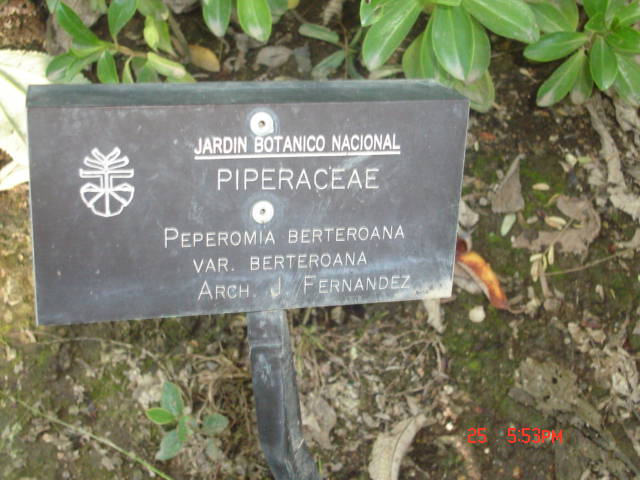 JARDIN BOTANICO NACIONAL
PIPERACEAE
PEPEROMIA BERTEROANA
VAR. BERTEROANA
ARCH. J. FERNANDEZ
25 5:53PM